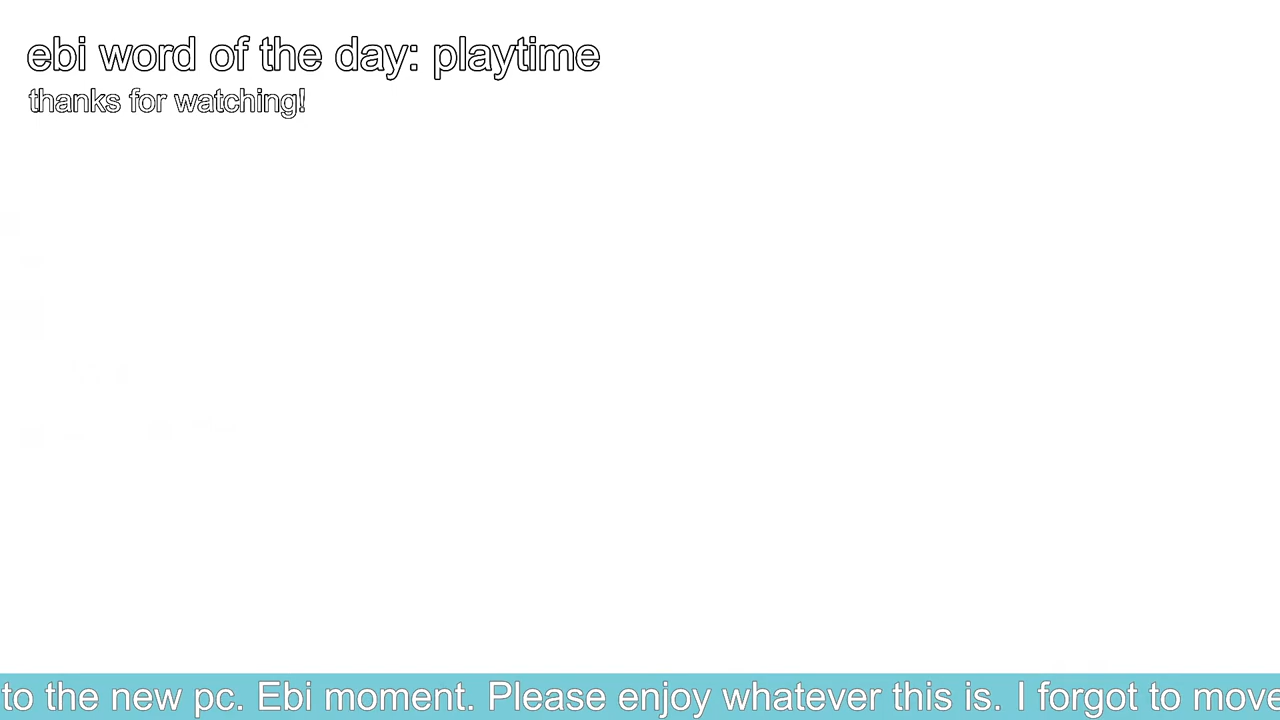 ebi word of the day: playtime
thanks for watching!
to the new pc. Ebi moment. Please enjoy whatever this is. I forgot to move